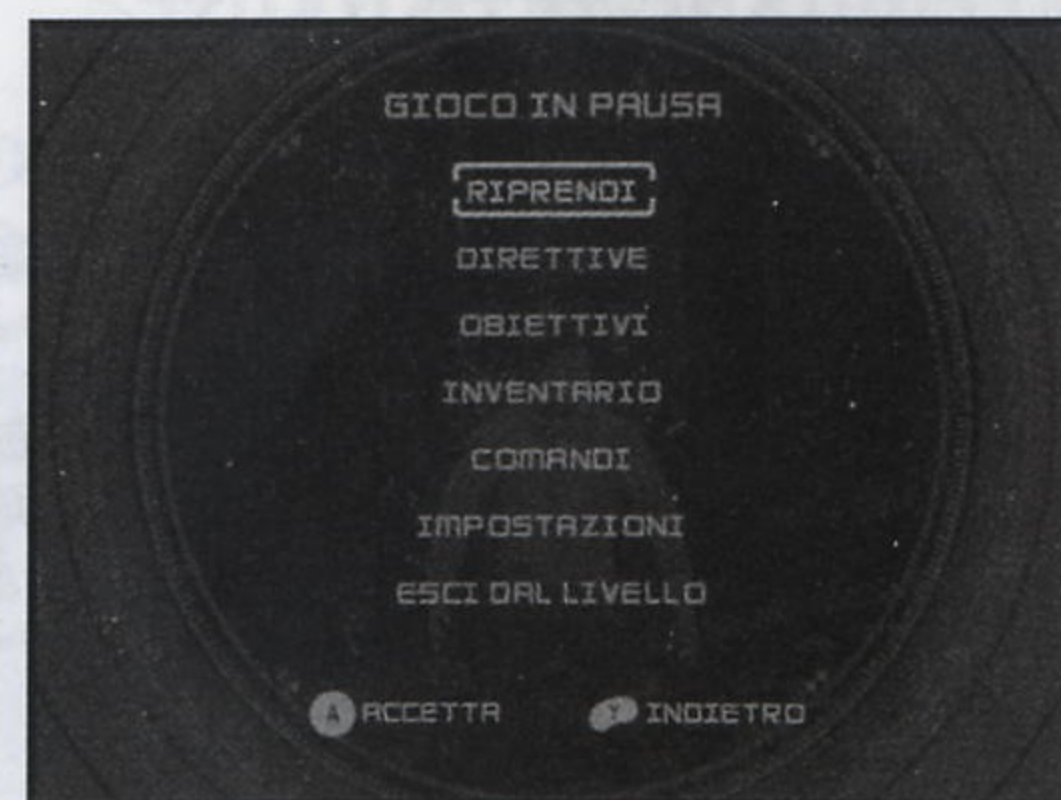 GIOCO IN PAUSA
RIPRENDI
DIRETTIVE
OBIETTIVI
INVENTARIO
COMANDI
IMPOSTAZIONI
ESCI DAL LIVELLO
A ACCETTA Y INDIETRO